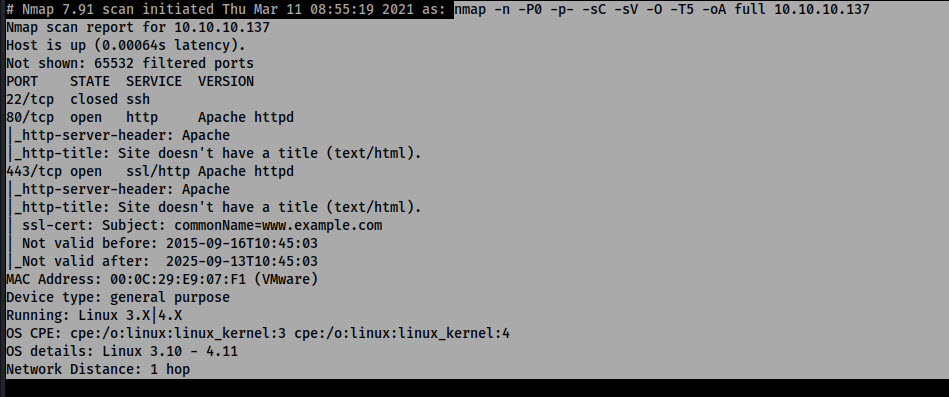 # Nmap 7.91 scan initiated Thu Mar 11 08:55:19 2021 as: nmap -n -P0 -p- -sC -sV -O -T5 -oA full 10.10.10.137
Nmap scan report for 10.10.10.137
Host is up (0.00064s latency).
Not shown: 65532 filtered ports
PORT    STATE  SERVICE  VERSION
22/tcp  closed ssh
80/tcp  open   http     Apache httpd
|_http-server-header: Apache
|_http-title: Site doesn't have a title (text/html).
443/tcp open   ssl/http Apache httpd
|_http-server-header: Apache
|_http-title: Site doesn't have a title (text/html).
| ssl-cert: Subject: commonName=www.example.com
| Not valid before: 2015-09-16T10:45:03
|_Not valid after:  2025-09-13T10:45:03
MAC Address: 00:0C:29:E9:07:F1 (VMware)
Device type: general purpose
Running: Linux 3.X|4.X
OS CPE: cpe:/o:linux:linux_kernel:3 cpe:/o:linux:linux_kernel:4
OS details: Linux 3.10 - 4.11
Network Distance: 1 hop